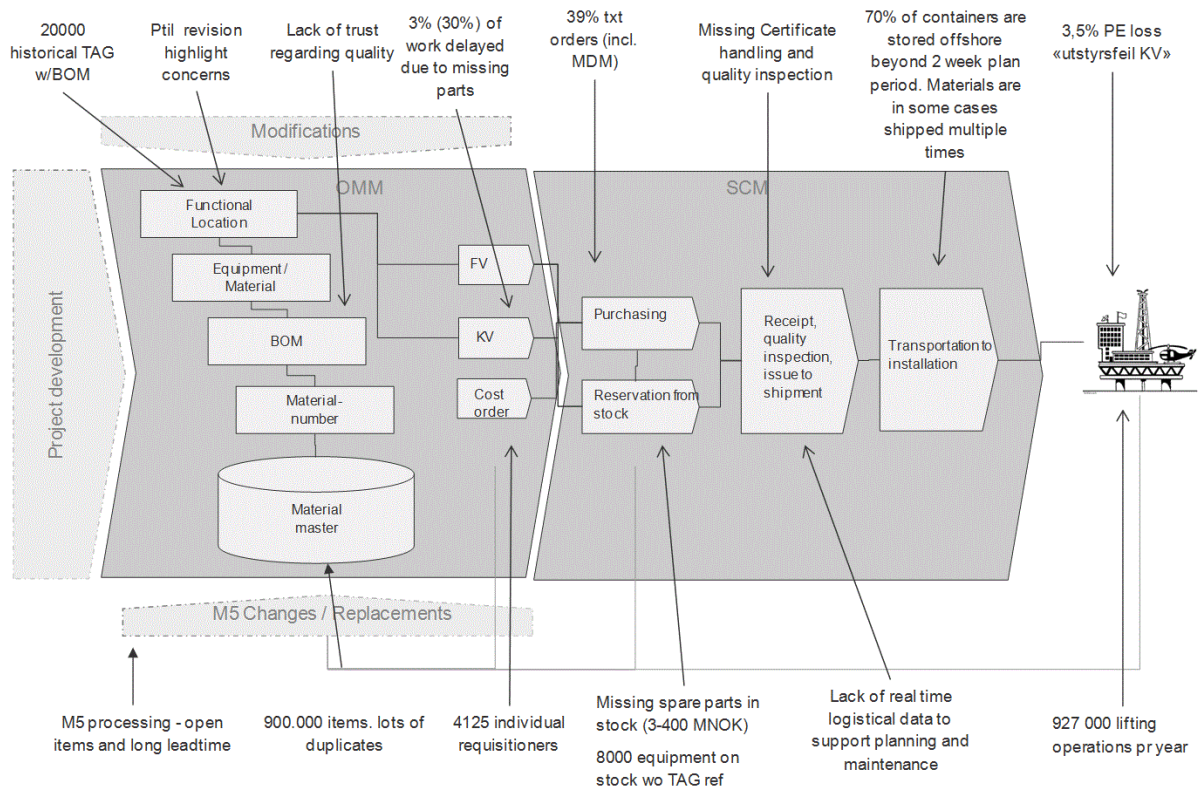 20000
historical TAG
w/BOM
Ptil revision
highlight
concerns
Lack of trust
regarding quality
3% (30%) of
work delayed
due to missing
parts
39% txt
orders (incl.
MDM)
Missing Certificate
handling and
quality inspection
70% of containers are
stored offshore
beyond 2 week plan
period. Materials are
in some cases
shipped multiple
times
3,5% PE loss
«utstyrsfeil KV»
Modifications
Project development
OMM
SCM
Functional
Location
Equipment /
Material
BOM
Material-
number
Material
master
FV
KV
Cost
order
Purchasing
Reservation from
stock
Receipt,
quality
inspection,
issue to
shipment
Transportation to
installation
M5 Changes / Replacements
M5 processing - open
items and long leadtime
900.000 items. lots of
duplicates
4125 individual
requisitioners
Missing spare parts in
stock (3-400 MNOK)
8000 equipment on
stock wo TAG ref
Lack of real time
logistical data to
support planning and
maintenance
927 000 lifting
operations pr year